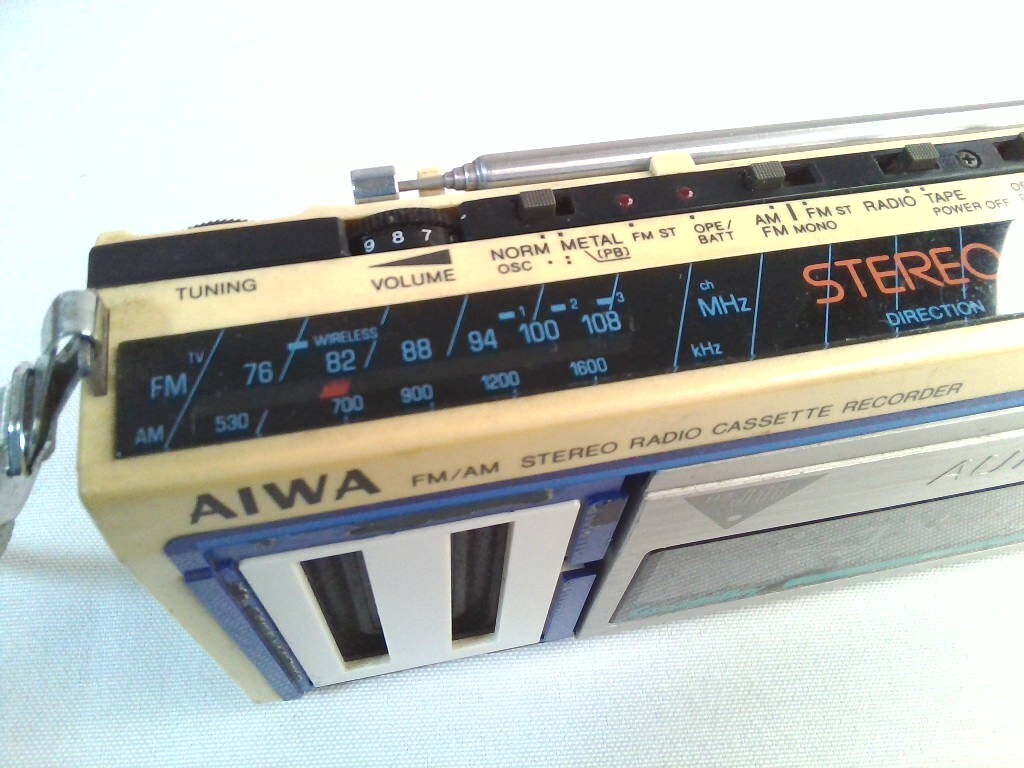 9 8 7
TUNING
VOLUME
NORM METAL FM ST OPE/ AM FM ST RADIO TAPE
OSC (PB) BATT FM MONO POWER OFF
STEREO
DIRECTION
TV WIRELESS 1 2 3 ch
FM 76 82 88 94 100 108 MHz
AM 530 700 900 1200 1600 kHz
AIWA FM/AM STEREO RADIO CASSETTE RECORDER